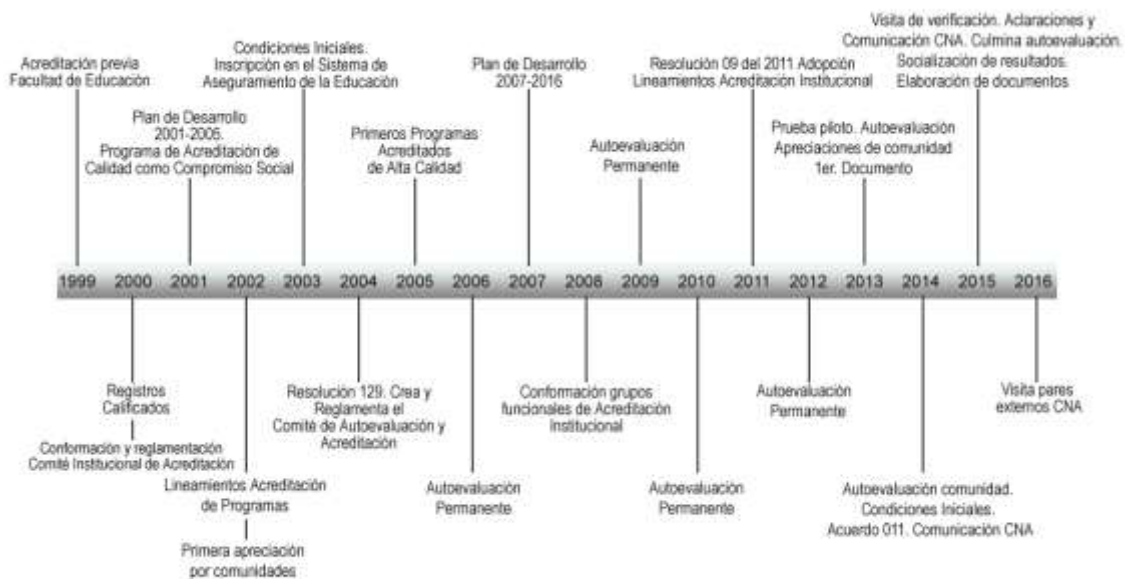 Acreditación previa
Facultad de Educación
Plan de Desarrollo
2001-2005.
Programa de Acreditación de
Calidad como Compromiso Social
Condiciones Iniciales.
Inscripción en el Sistema de
Aseguramiento de la Educación
Primeros Programas
Acreditados
de Alta Calidad
Plan de Desarrollo
2007-2016
Autoevaluación
Permanente
Resolución 09 del 2011 Adopción
Lineamientos Acreditación Institucional
Prueba piloto. Autoevaluación
Apreciaciones de comunidad
1er. Documento
Visita de verificación. Aclaraciones y
Comunicación CNA. Culmina autoevaluación.
Socialización de resultados.
Elaboración de documentos
1999 2000 2001 2002 2003 2004 2005 2006 2007 2008 2009 2010 2011 2012 2013 2014 2015 2016
Registros
Calificados
Conformación y reglamentación
Comité Institucional de Acreditación
Lineamientos Acreditación
de Programas
Primera apreciación
por comunidades
Resolución 129. Crea y
Reglamenta el
Comité de Autoevaluación y
Acreditación
Autoevaluación
Permanente
Conformación grupos
funcionales de Acreditación
Institucional
Autoevaluación
Permanente
Autoevaluación
Permanente
Autoevaluación comunidad.
Condiciones Iniciales.
Acuerdo 011. Comunicación CNA
Visita pares
externos CNA